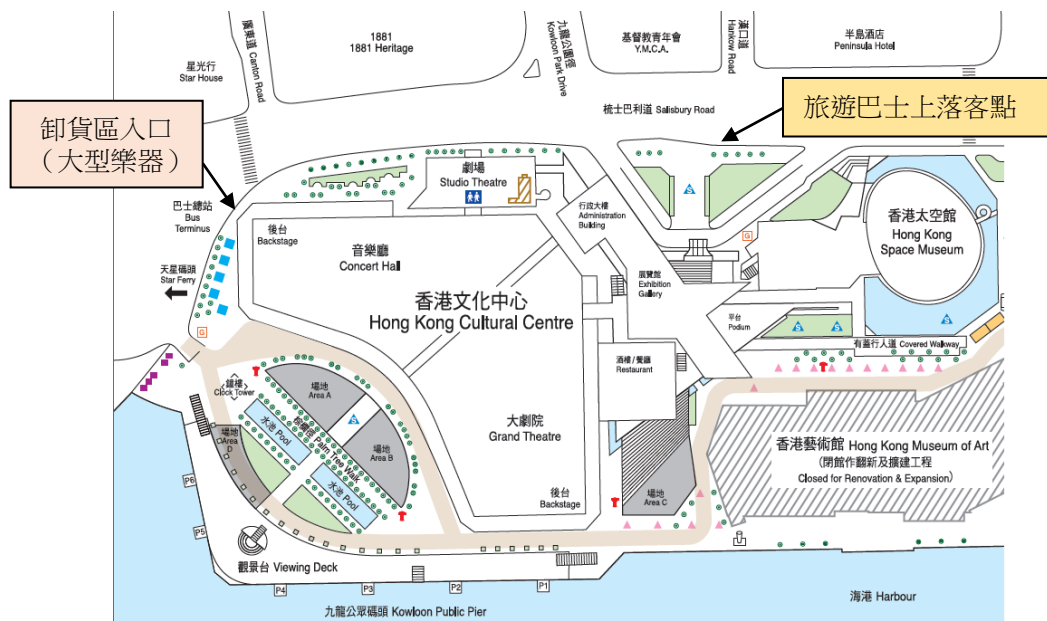 廣東道 Canton Road
1881
1881 Heritage
九龍公園徑
Kowloon Park Drive
基督教青年會
Y.M.C.A.
漢口道
Hankow Road
半島酒店
Peninsula Hotel
星光行
Star House
卸貨區入口
（大型樂器）
旅遊巴士上落客點
梳士巴利道 Salisbury Road
劇場
Studio Theatre
巴士總站
Bus
Terminus
後台
Backstage
音樂廳
Concert Hall
行政大樓
Administration
Building
香港太空館
Hong Kong
Space Museum
S
G
天星碼頭
Star Ferry
展覽館
Exhibition
Gallery
香港文化中心
Hong Kong Cultural Centre
平台
Podium
S
S
S
有蓋行人道 Covered Walkway
G
酒樓/餐廳
Restaurant
鐘樓
Clock Tower
場地
Area A
S
水池 Pool
棕櫚徑 Palm Tree Walk
場地
Area B
場地
Area
D
水池 Pool
大劇院
Grand Theatre
香港藝術館 Hong Kong Museum of Art
（閉館作翻新及擴建工程
Closed for Renovation & Expansion）
後台
Backstage
場地
Area C
P6
P5
觀景台 Viewing Deck
P4
P3
P2
P1
九龍公眾碼頭 Kowloon Public Pier
海港 Harbour